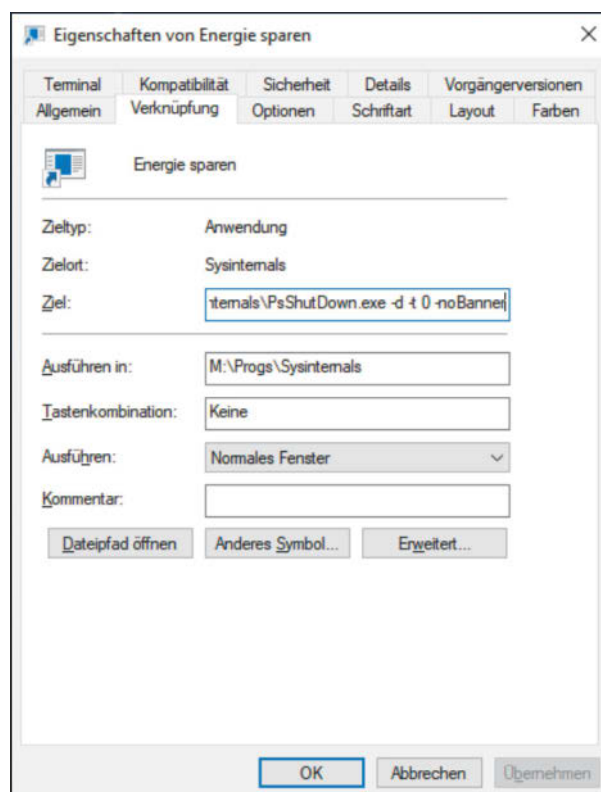 Eigenschaften von Energie sparen
Terminal Kompatibilität Sicherheit Details Vorgängerversionen
Allgemein Verknüpfung Optionen Schriftart Layout Farben
Energie sparen
Zieltyp: Anwendung
Zielort: Sysinternals
Ziel: nternals\PsShutDown.exe -d -t 0 -noBanner
Ausführen in: M:\Progs\Sysinternals
Tastenkombination: Keine
Ausführen: Normales Fenster
Kommentar:
Dateipfad öffnen Anderes Symbol... Erweitert...
OK Abbrechen Übernehmen